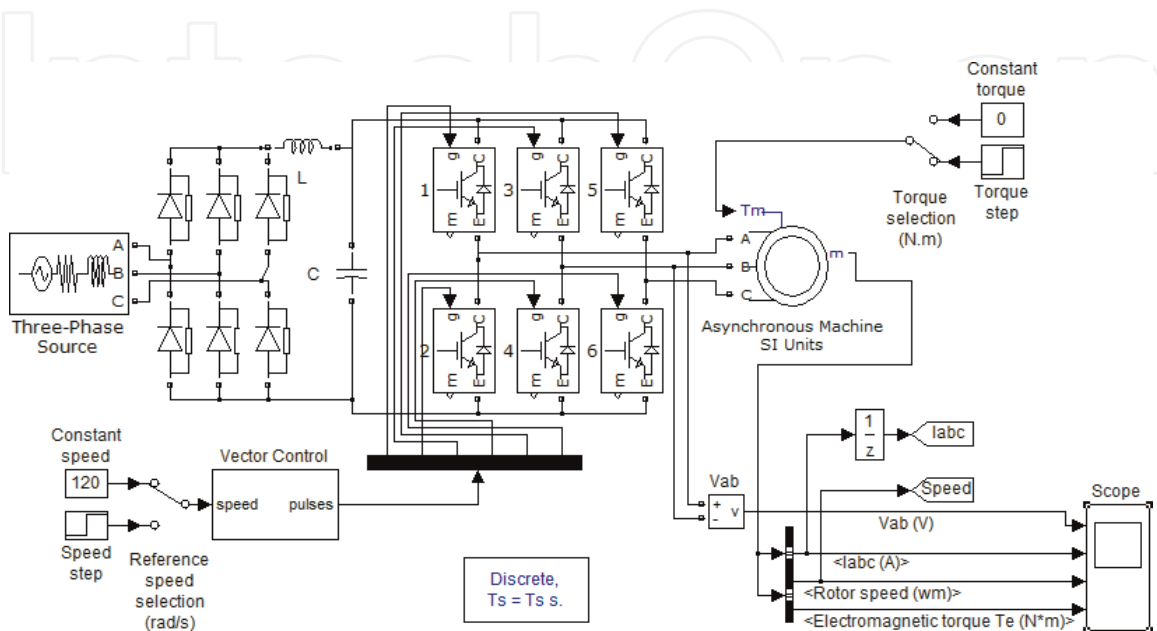 Constant
torque
0
Torque
step
Torque
selection
(N.m)
L
C
g C
m E
1
g C
m E
3
g C
m E
5
g C
m E
2
g C
m E
4
g C
m E
6
Tm
A
B
C
m
Asynchronous Machine
SI Units
A
B
C
Three-Phase
Source
Constant
speed
120
Speed
step
Reference
speed
selection
(rad/s)
Vector Control
speed pulses
Discrete,
Ts = Ts s.
1
z
Iabc
Speed
Vab
+
-
v
Scope
Vab (V)
<Iabc (A)>
<Rotor speed (wm)>
<Electromagnetic torque Te (N*m)>